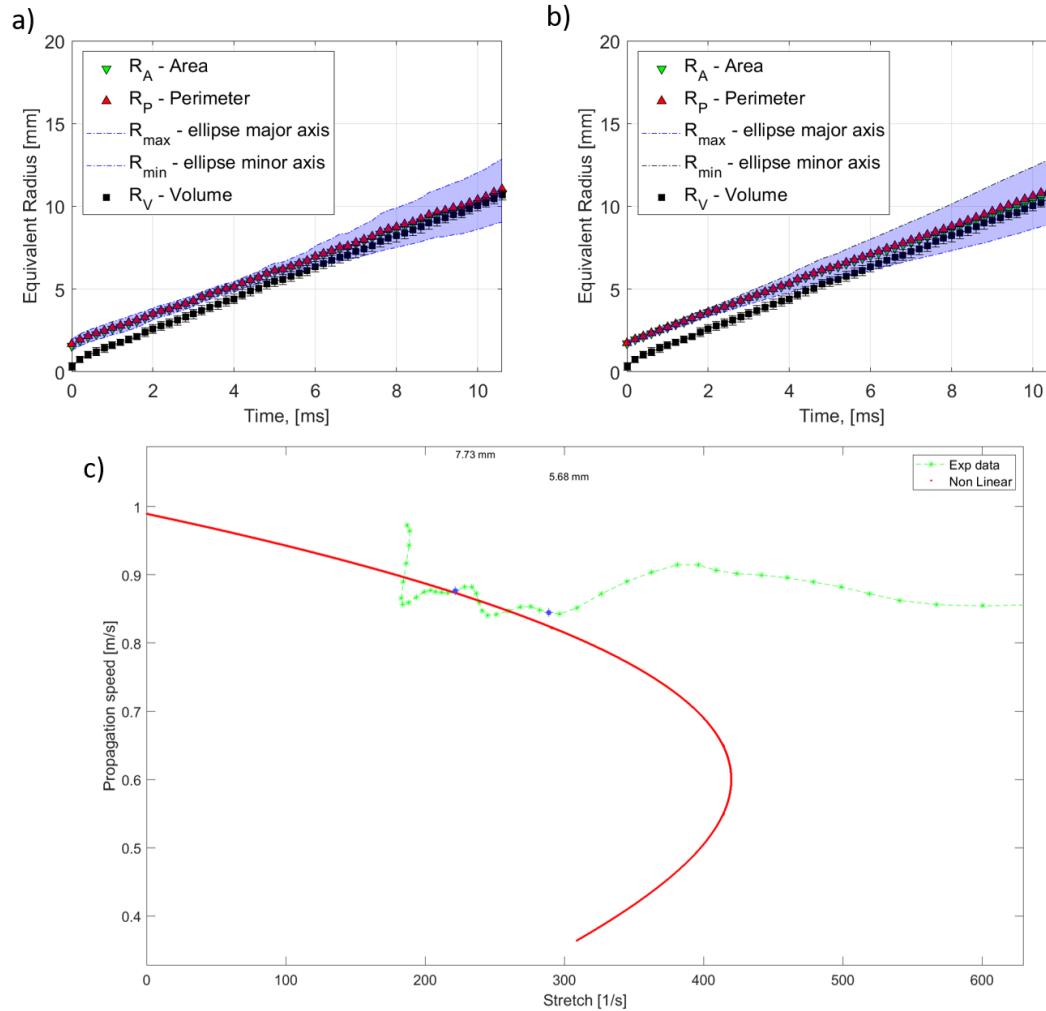 a)
20
15
10
5
0
Equivalent Radius [mm]
R_A - Area
R_P - Perimeter
R_max - ellipse major axis
R_min - ellipse minor axis
R_V - Volume
0 2 4 6 8 10
Time, [ms]
b)
20
15
10
5
0
Equivalent Radius [mm]
R_A - Area
R_P - Perimeter
R_max - ellipse major axis
R_min - ellipse minor axis
R_V - Volume
0 2 4 6 8 10
Time, [ms]
c)
7.73 mm
5.68 mm
Exp data
Non Linear
1
0.9
0.8
0.7
0.6
0.5
0.4
Propagation speed [m/s]
0 100 200 300 400 500 600
Stretch [1/s]